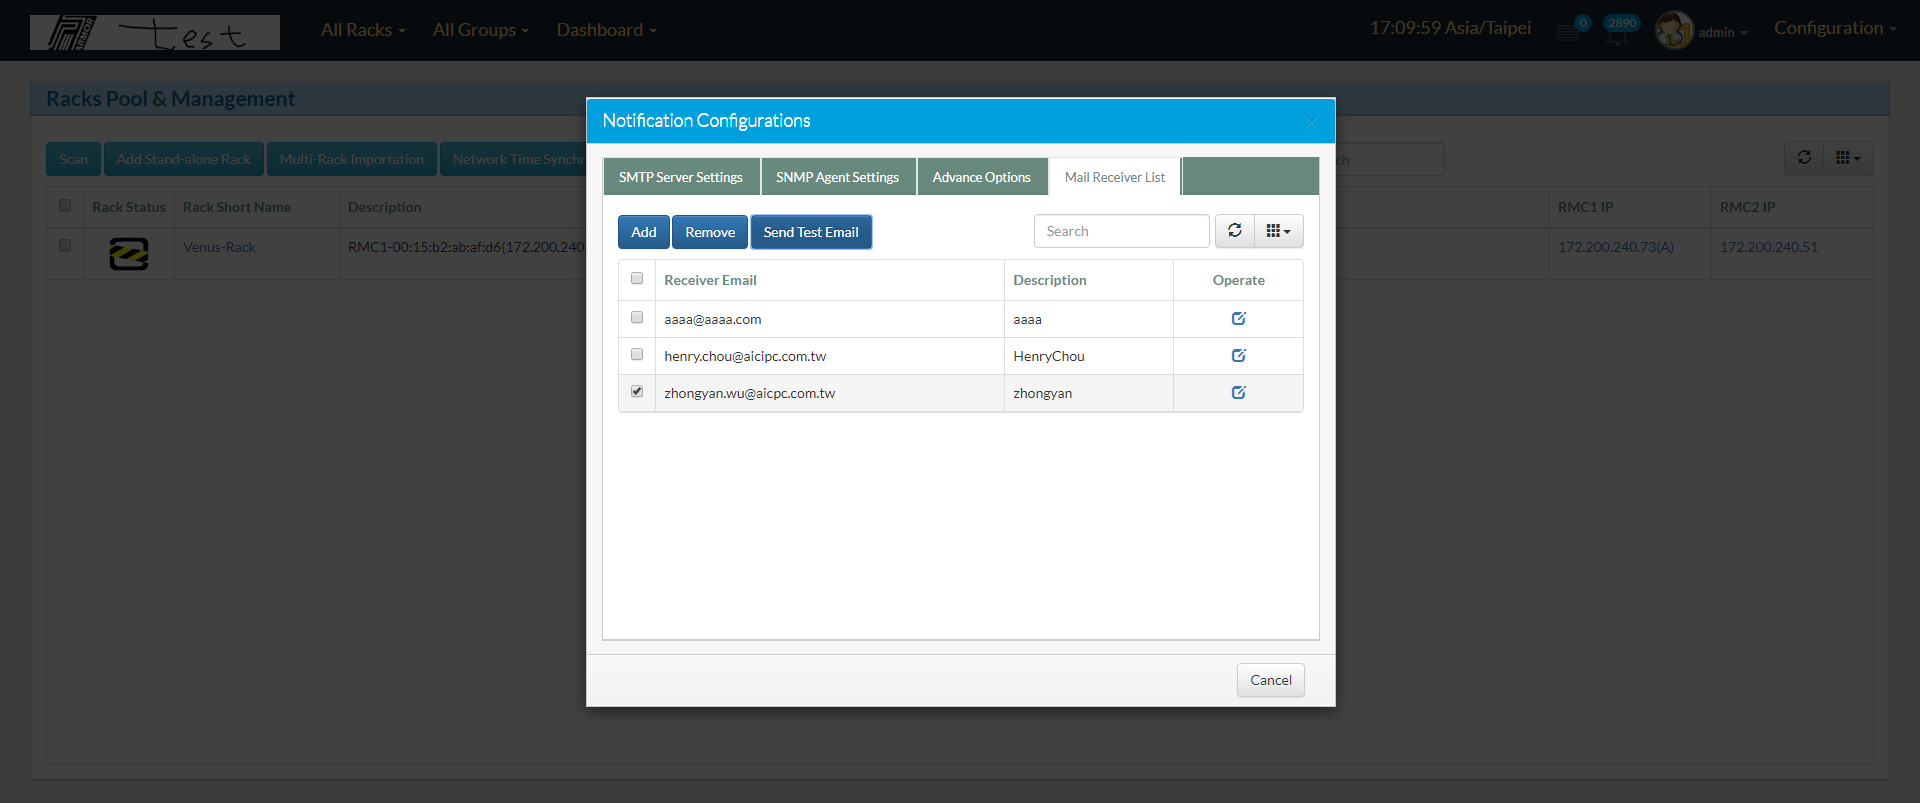 ARMOR test
All Racks
All Groups
Dashboard
17:09:59 Asia/Taipei
0
2890
admin
Configuration
Racks Pool & Management
Notification Configurations
×
Scan
Add Stand-alone Rack
Multi-Rack Importation
Network Time Synchr
ch
SMTP Server Settings
SNMP Agent Settings
Advance Options
Mail Receiver List
Rack Status
Rack Short Name
Description
RMC1 IP
RMC2 IP
Venus-Rack
RMC1-00:15:b2:ab:af:d6(172.200.240.
172.200.240.73(A)
172.200.240.51
Add
Remove
Send Test Email
Search
Receiver Email
Description
Operate
aaaa@aaaa.com
aaaa
henry.chou@aicipc.com.tw
HenryChou
zhongyan.wu@aicpc.com.tw
zhongyan
Cancel